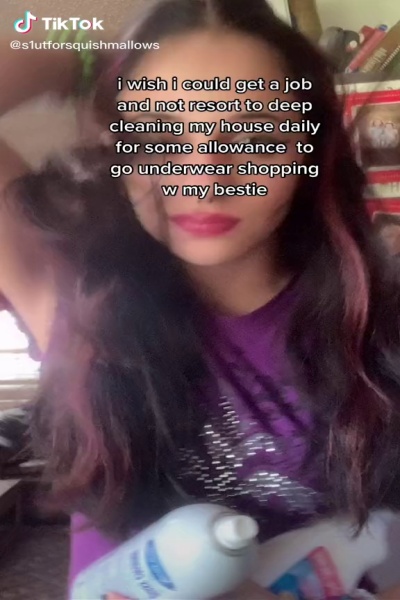 TikTok
@s1utforsquishmallows
i wish i could get a job
and not resort to deep
cleaning my house daily
for some allowance to
go underwear shopping
w my bestie